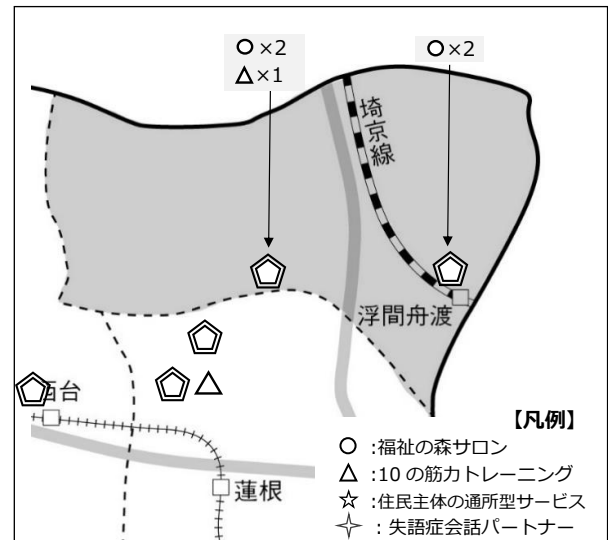 ○×2
△×1
○×2
埼京線
浮間舟渡
西台
蓮根
【凡例】
○ :福祉の森サロン
△ :10 の筋力トレーニング
☆ :住民主体の通所型サービス
✧ : 失語症会話パートナー